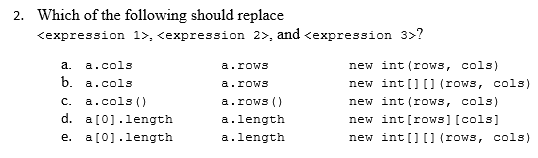 2. Which of the following should replace
<expression 1>, <expression 2>, and <expression 3>?
a. a.cols a.rows new int(rows, cols)
b. a.cols a.rows new int[][](rows, cols)
c. a.cols() a.rows() new int(rows, cols)
d. a[0].length a.length new int[rows][cols]
e. a[0].length a.length new int[][](rows, cols)